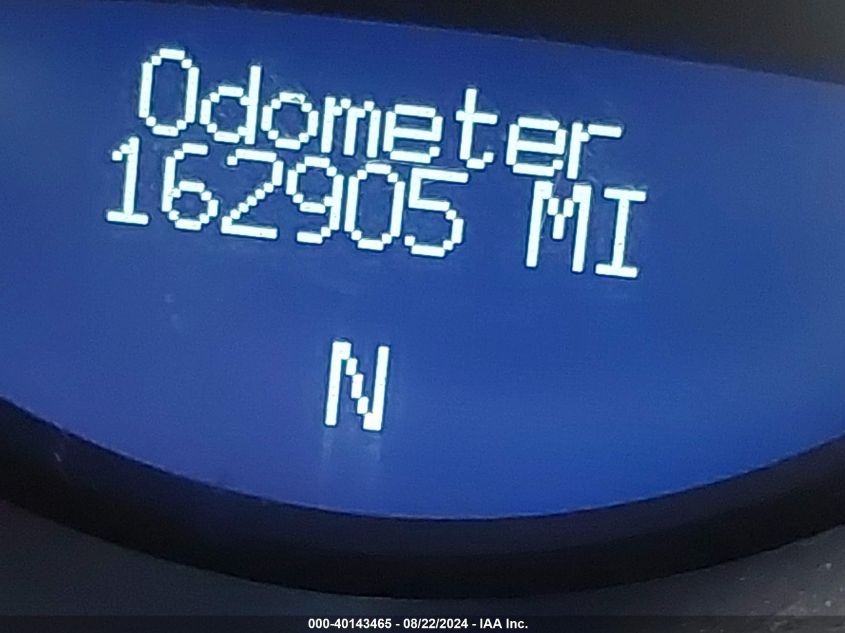 Odometer
162905 MI
N
000-40143465 - 08/22/2024 - IAA Inc.